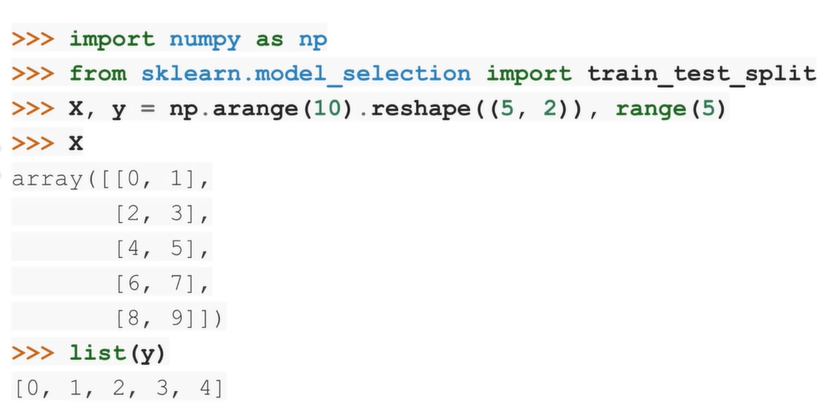 >>> import numpy as np
>>> from sklearn.model_selection import train_test_split
>>> X, y = np.arange(10).reshape((5, 2)), range(5)
>>> X
array([[0, 1],
       [2, 3],
       [4, 5],
       [6, 7],
       [8, 9]])
>>> list(y)
[0, 1, 2, 3, 4]